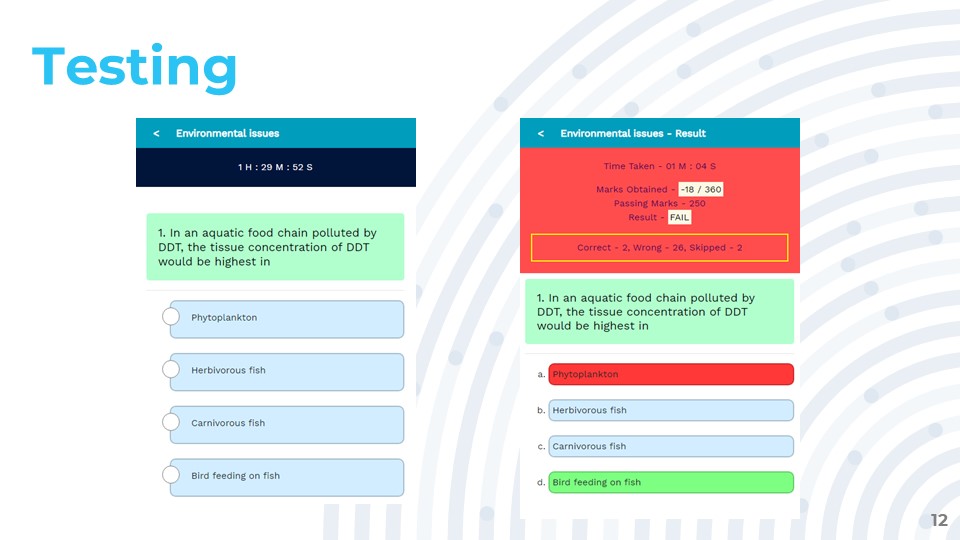 Testing
< Environmental issues
1 H : 29 M : 52 S
1. In an aquatic food chain polluted by
DDT, the tissue concentration of DDT
would be highest in
Phytoplankton
Herbivorous fish
Carnivorous fish
Bird feeding on fish
< Environmental issues - Result
Time Taken - 01 M : 04 S
Marks Obtained - -18 / 360
Passing Marks - 250
Result - FAIL
Correct - 2, Wrong - 26, Skipped - 2
1. In an aquatic food chain polluted by
DDT, the tissue concentration of DDT
would be highest in
a. Phytoplankton
b. Herbivorous fish
c. Carnivorous fish
d. Bird feeding on fish
12